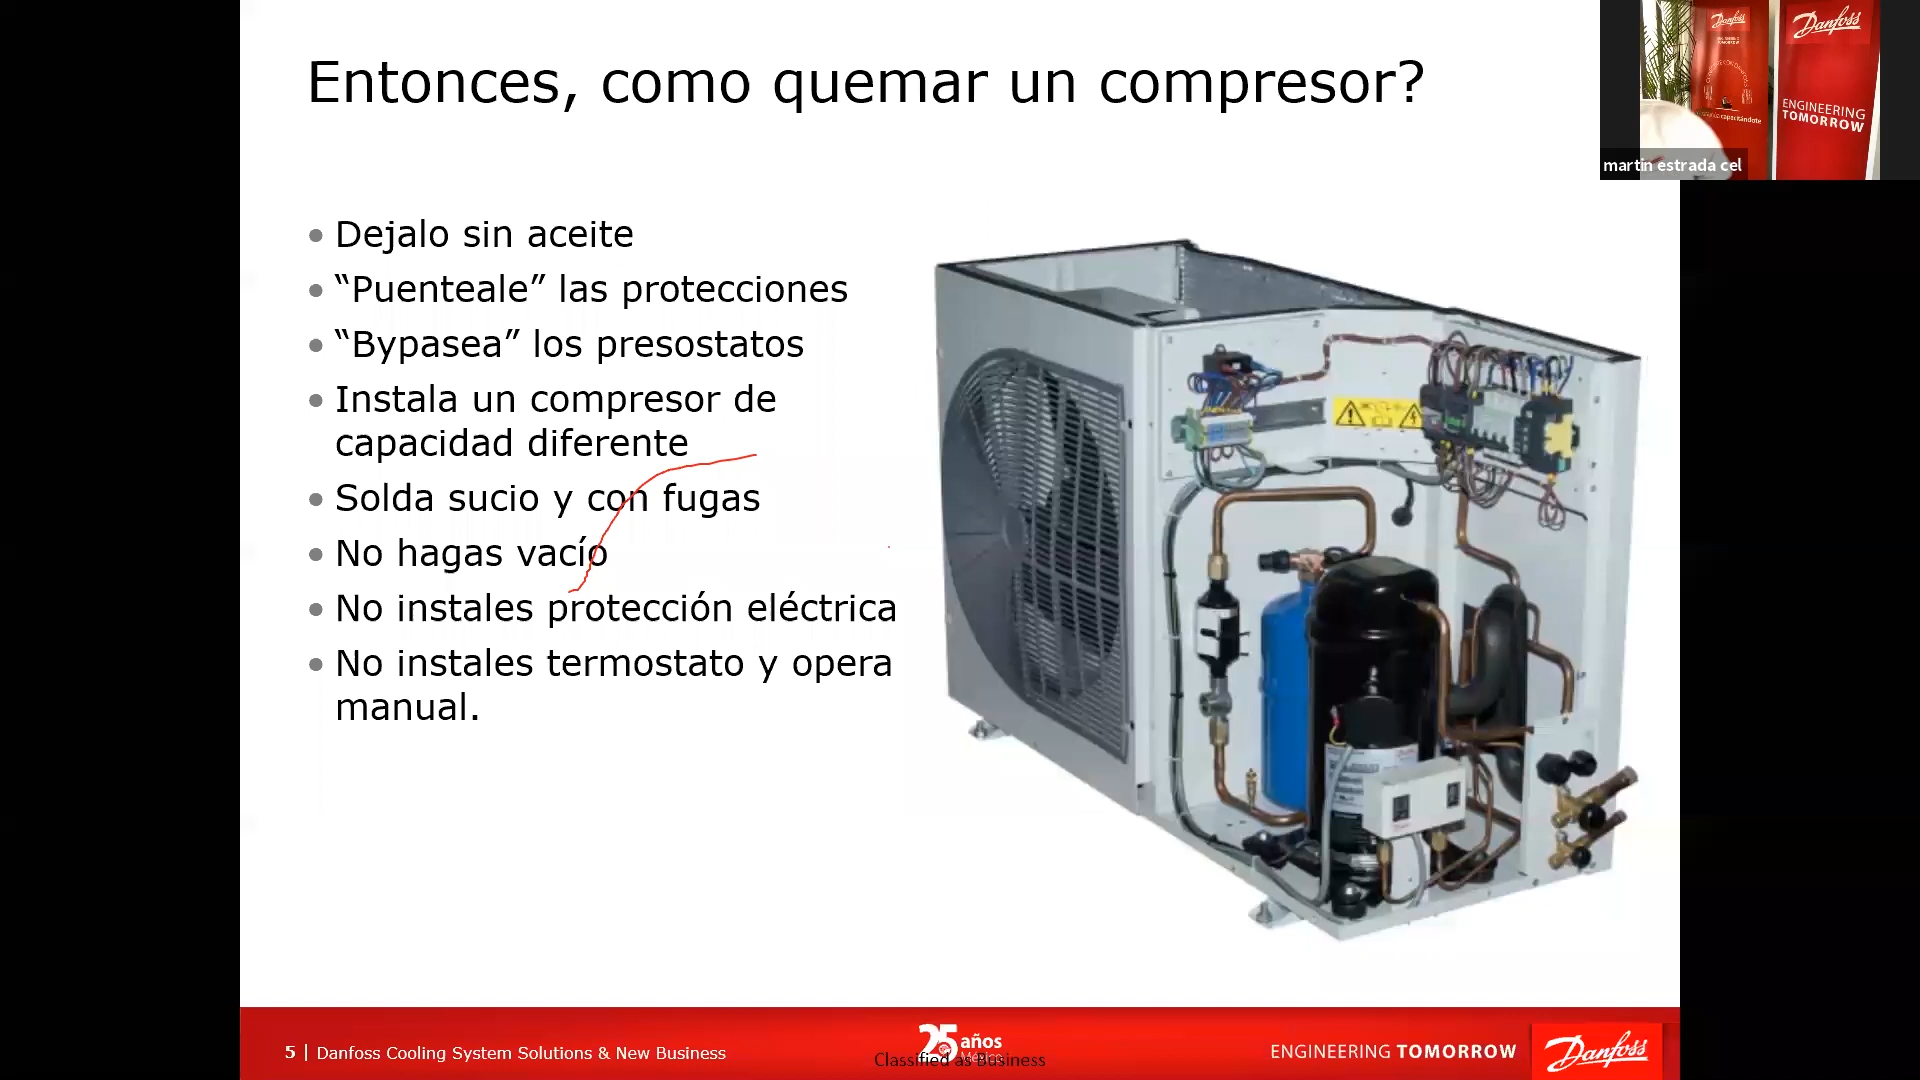 Entonces, como quemar un compresor?
Danfoss
Danfoss
ENGINEERING
TOMORROW
martin estrada cel
• Dejalo sin aceite
• “Puenteale” las protecciones
• “Bypasea” los presostatos
• Instala un compresor de
capacidad diferente
• Solda sucio y con fugas
• No hagas vacío
• No instales protección eléctrica
• No instales termostato y opera
manual.
5 | Danfoss Cooling System Solutions & New Business
25 años
México
Classified as Business
ENGINEERING TOMORROW
Danfoss